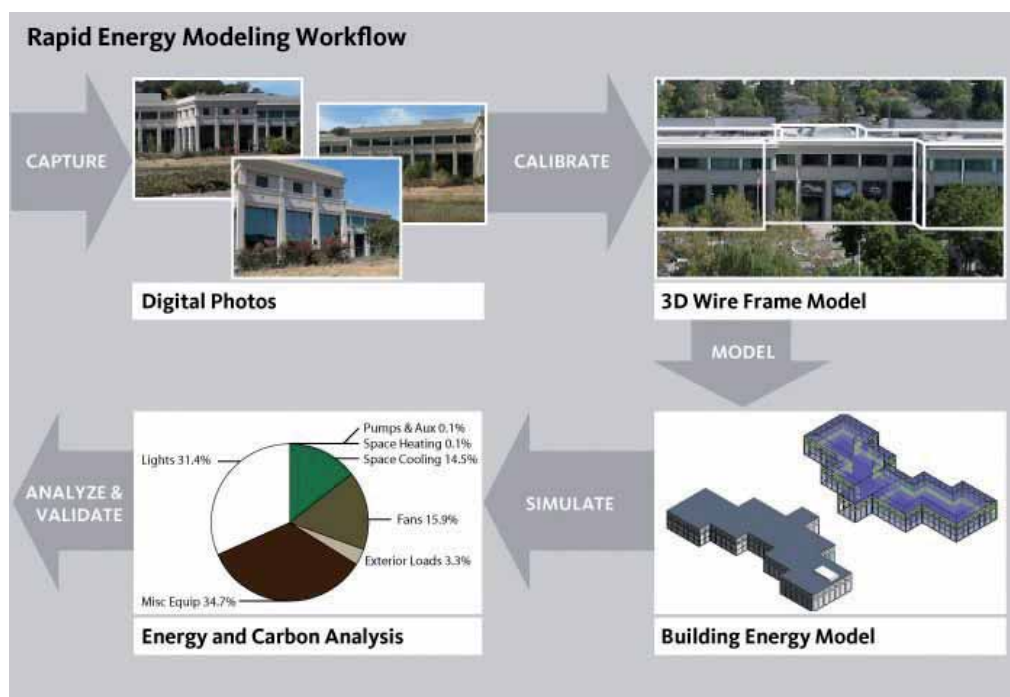 Rapid Energy Modeling Workflow
CAPTURE
CALIBRATE
Digital Photos
3D Wire Frame Model
MODEL
Pumps & Aux 0.1%
Space Heating 0.1%
Space Cooling 14.5%
Lights 31.4%
Fans 15.9%
Exterior Loads 3.3%
Misc Equip 34.7%
ANALYZE &
VALIDATE
SIMULATE
Energy and Carbon Analysis
Building Energy Model